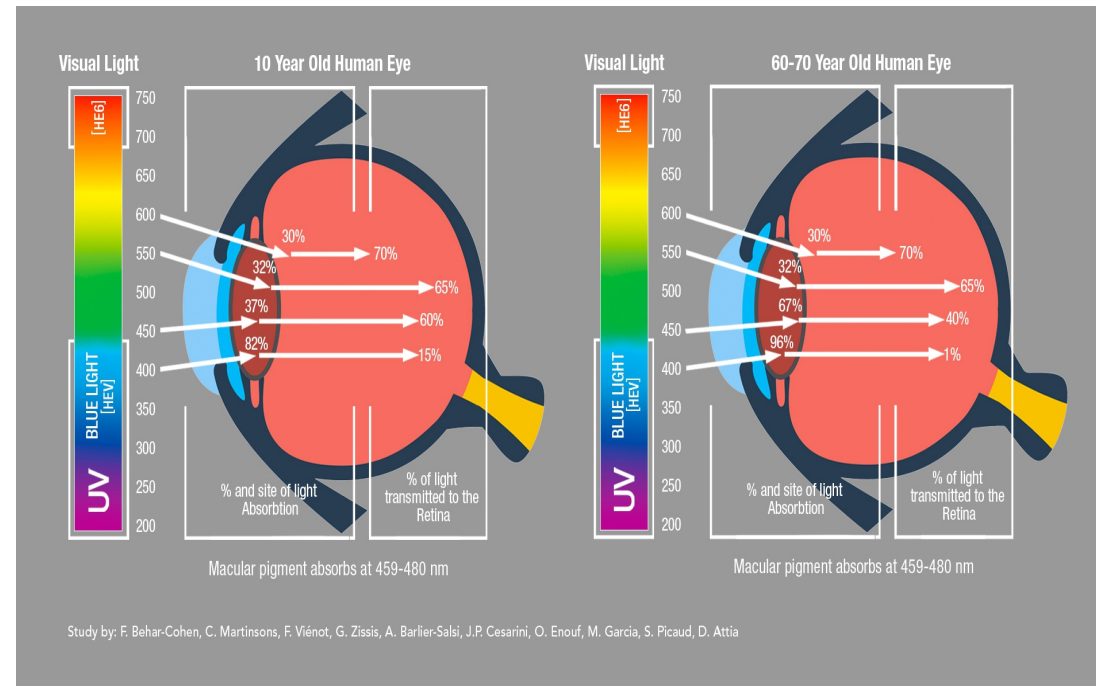 Visual Light
10 Year Old Human Eye
[HE6]
BLUE LIGHT
[HEV]
UV
750
700
650
600
550
500
450
400
350
300
250
200
30%
70%
32%
65%
37%
60%
82%
15%
% and site of light
Absorbtion
% of light
transmitted to the
Retina
Macular pigment absorbs at 459-480 nm
Visual Light
60-70 Year Old Human Eye
[HE6]
BLUE LIGHT
[HEV]
UV
750
700
650
600
550
500
450
400
350
300
250
200
30%
70%
32%
65%
67%
40%
96%
1%
% and site of light
Absorbtion
% of light
transmitted to the
Retina
Macular pigment absorbs at 459-480 nm
Study by: F. Behar-Cohen, C. Martinsons, F. Viénot, G. Zissis, A. Barlier-Salsi, J.P. Cesarini, O. Enouf, M. Garcia, S. Picaud, D. Attia